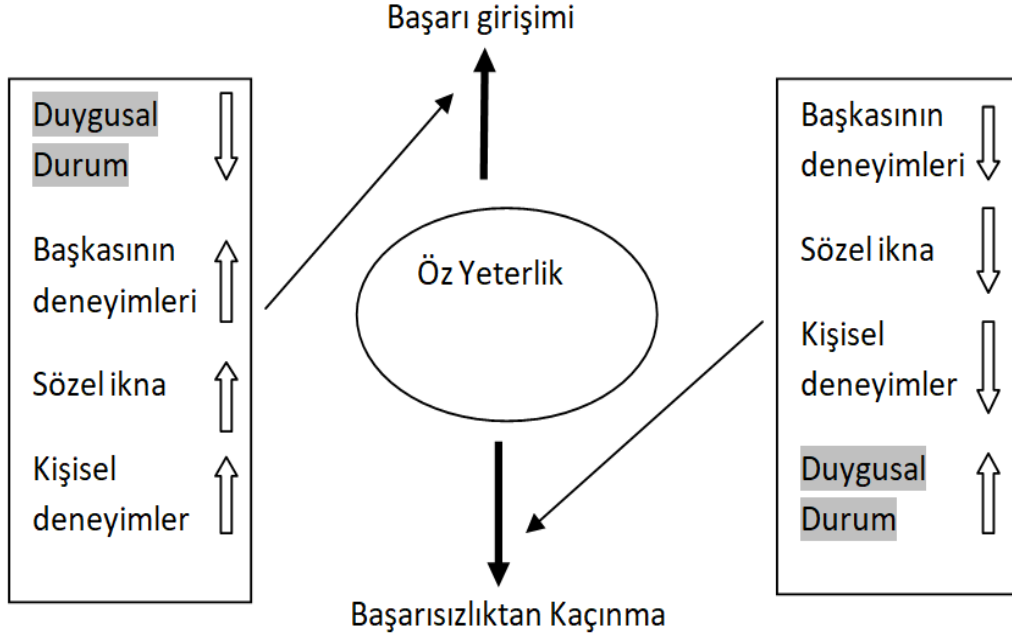 Başarı girişimi
Duygusal
Durum
Başkasının
deneyimleri
Sözel ikna
Kişisel
deneyimler
Öz Yeterlik
Başkasının
deneyimleri
Sözel ikna
Kişisel
deneyimler
Duygusal
Durum
Başarısızlıktan Kaçınma